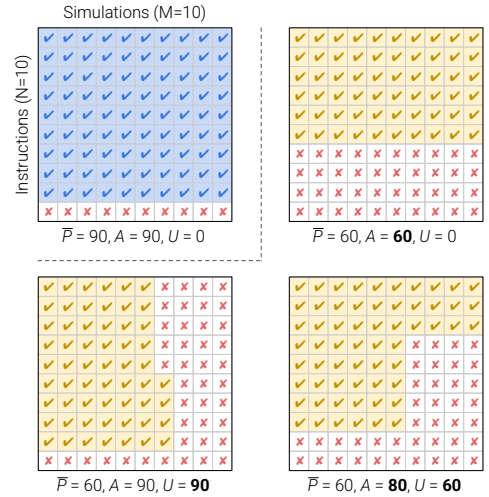 Simulations (M=10)
Instructions (N=10)
P̅ = 90, A = 90, U = 0
P̅ = 60, A = 60, U = 0
P̅ = 60, A = 90, U = 90
P̅ = 60, A = 80, U = 60